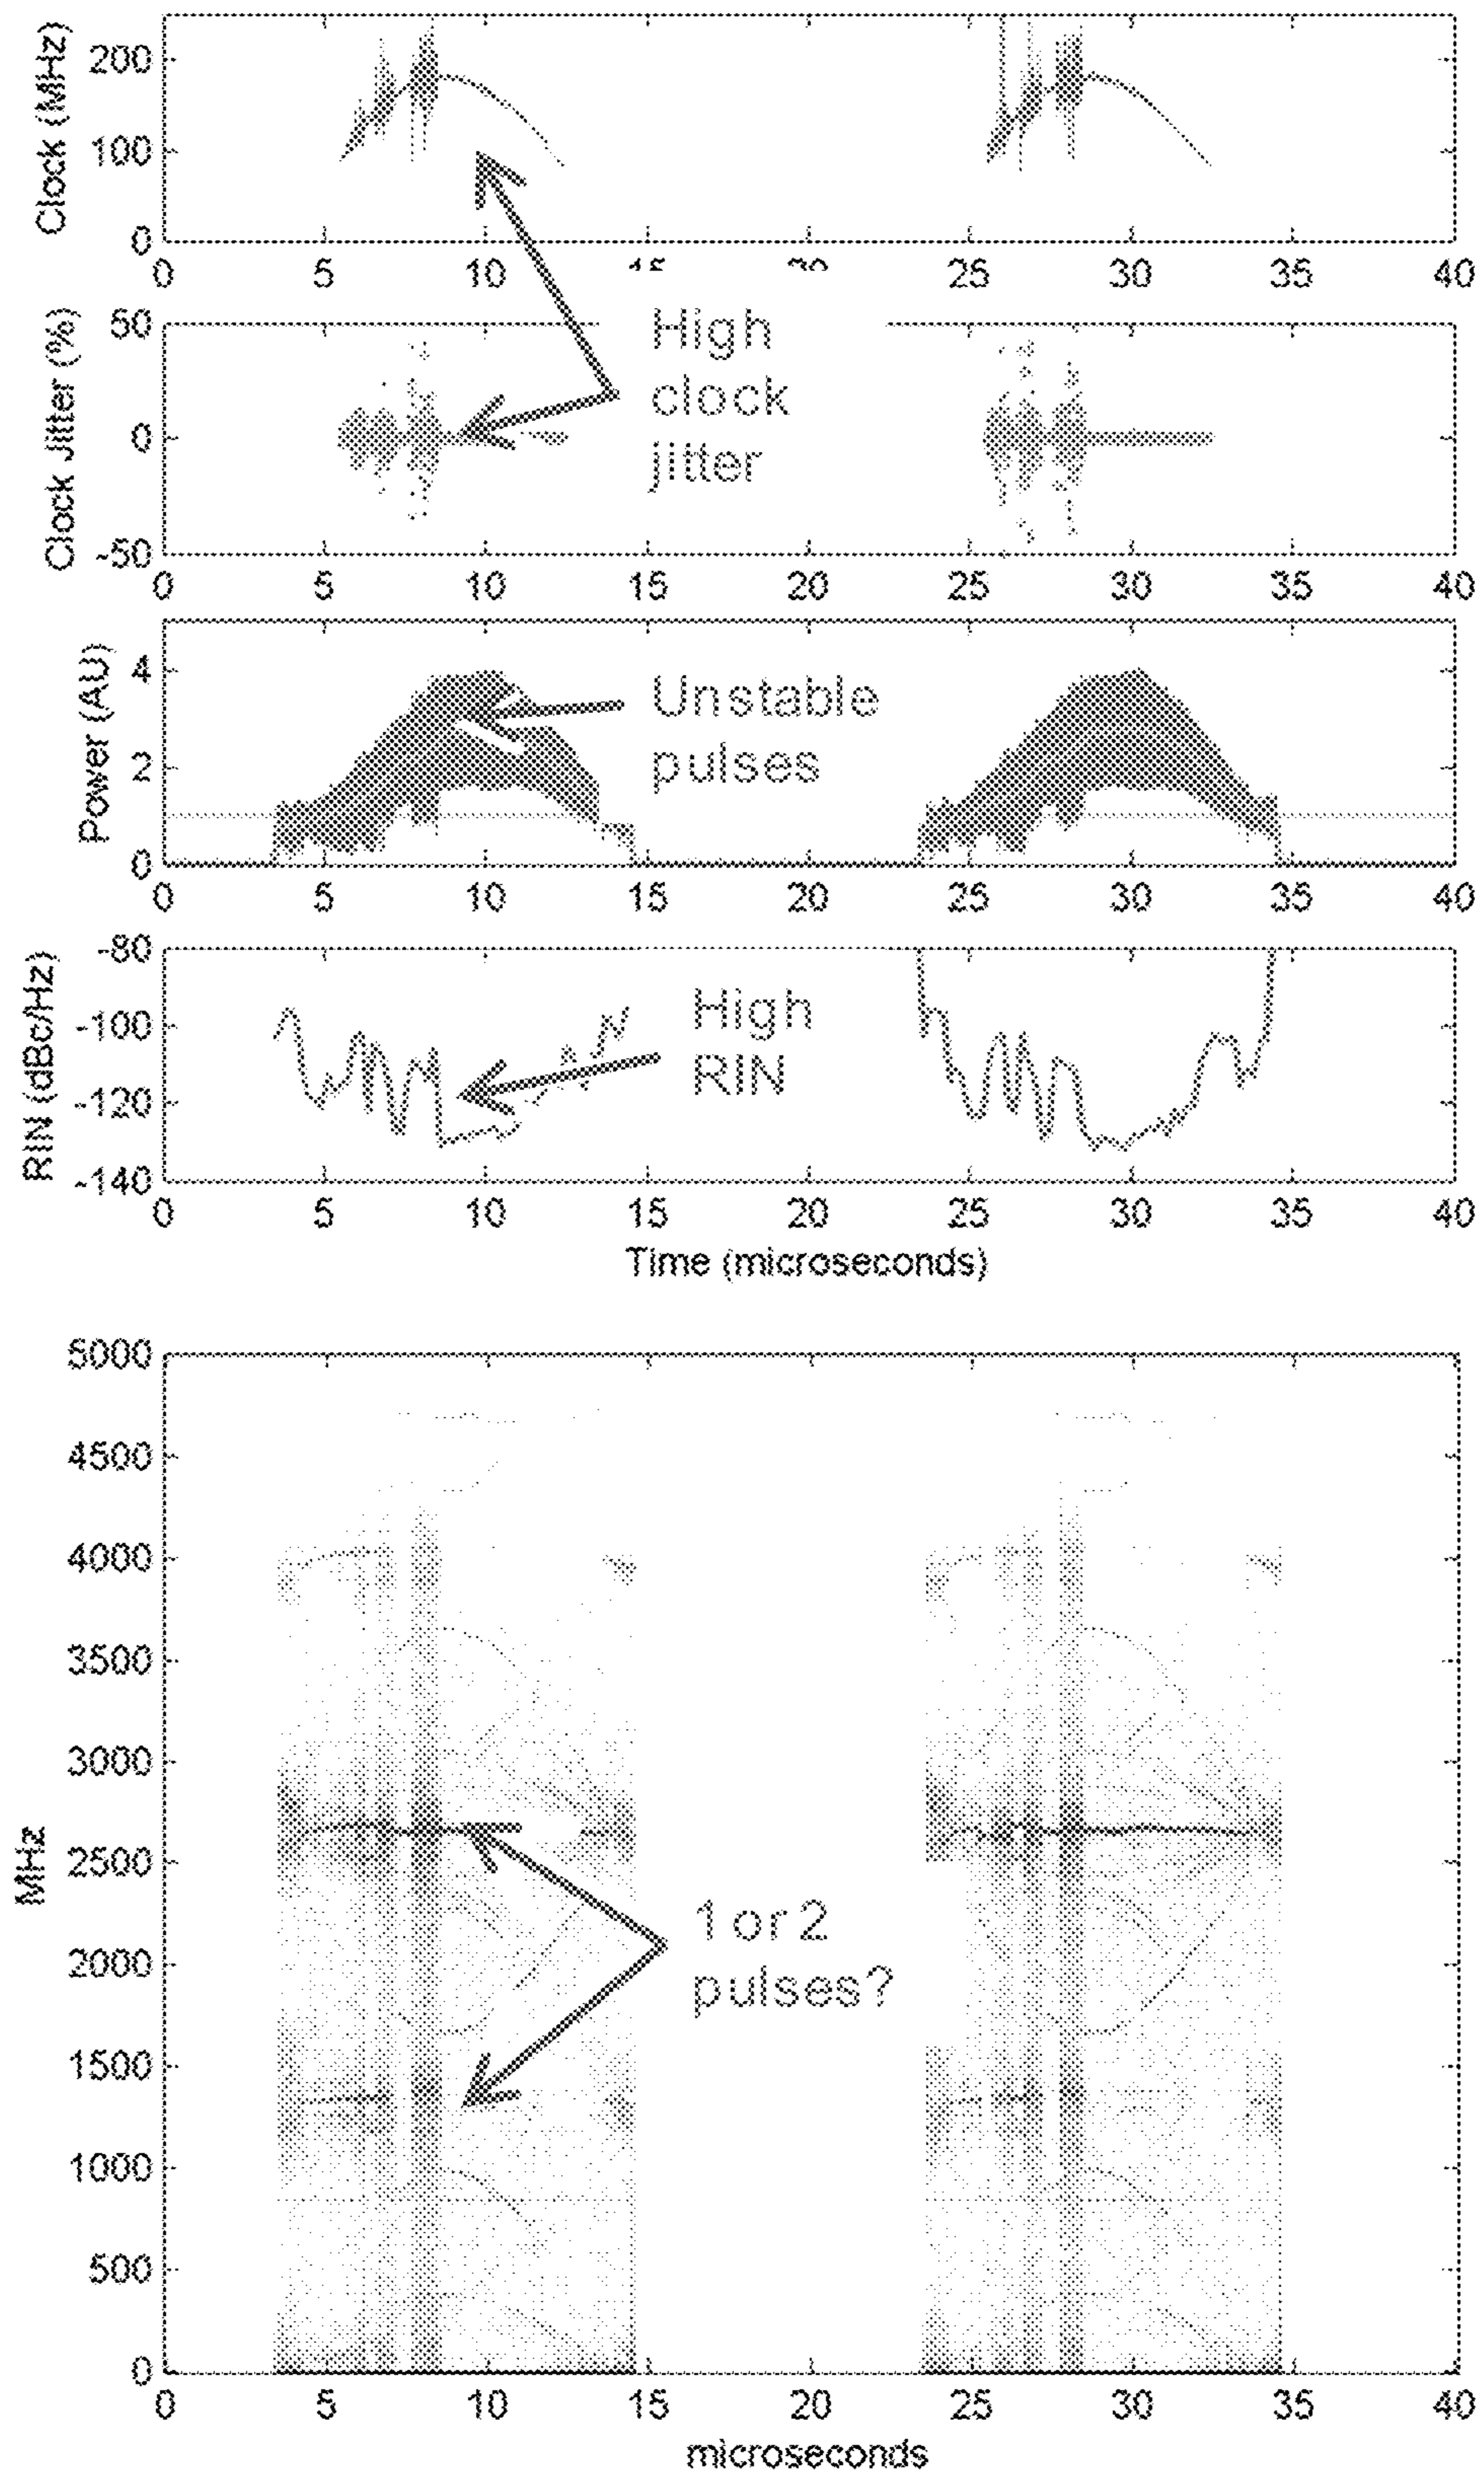 Clock (MHz)
200
100
0
0 5 10 25 30 35 40
Clock Jitter (%)
50
0
-50
High
clock
jitter
0 5 10 15 20 25 30 35 40
Power (AU)
4
2
0
Unstable
pulses
0 5 10 15 20 25 30 35 40
RIN (dBc/Hz)
-80
-100
-120
-140
High
RIN
0 5 10 15 20 25 30 35 40
Time (microseconds)
MHz
5000
4500
4000
3500
3000
2500
2000
1500
1000
500
0
1 or 2
pulses?
0 5 10 15 20 25 30 35 40
microseconds